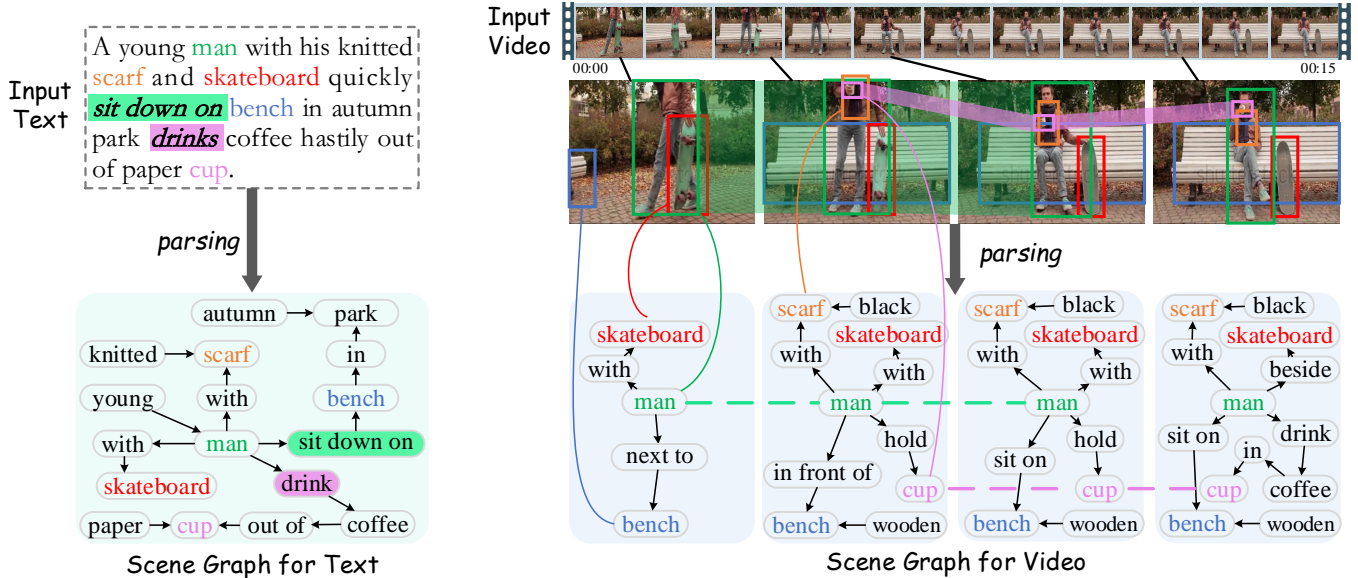 Input
Text
A young man with his knitted
scarf and skateboard quickly
sit down on bench in autumn
park drinks coffee hastily out
of paper cup.
parsing
autumn
park
knitted
scarf
in
young
with
bench
with
man
sit down on
skateboard
drink
paper
cup
out of
coffee
Scene Graph for Text
Input
Video
00:00
00:15
parsing
skateboard
with
man
next to
bench
scarf
black
skateboard
with
with
man
hold
in front of
cup
bench
wooden
scarf
black
skateboard
with
with
man
hold
sit on
cup
bench
wooden
scarf
black
skateboard
with
beside
man
sit on
drink
in
cup
coffee
bench
wooden
Scene Graph for Video